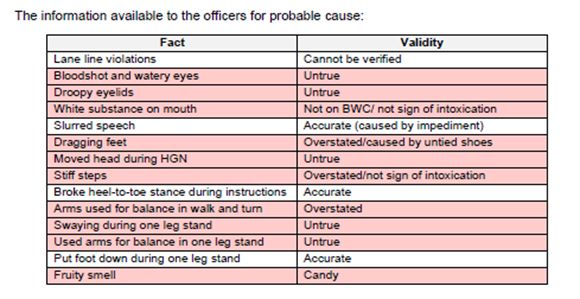 The information available to the officers for probable cause:
Fact Validity
Lane line violations Cannot be verified
Bloodshot and watery eyes Untrue
Droopy eyelids Untrue
White substance on mouth Not on BWC/ not sign of intoxication
Slurred speech Accurate (caused by impediment)
Dragging feet Overstated/caused by untied shoes
Moved head during HGN Untrue
Stiff steps Overstated/not sign of intoxication
Broke heel-to-toe stance during instructions Accurate
Arms used for balance in walk and turn Overstated
Swaying during one leg stand Untrue
Used arms for balance in one leg stand Untrue
Put foot down during one leg stand Accurate
Fruity smell Candy